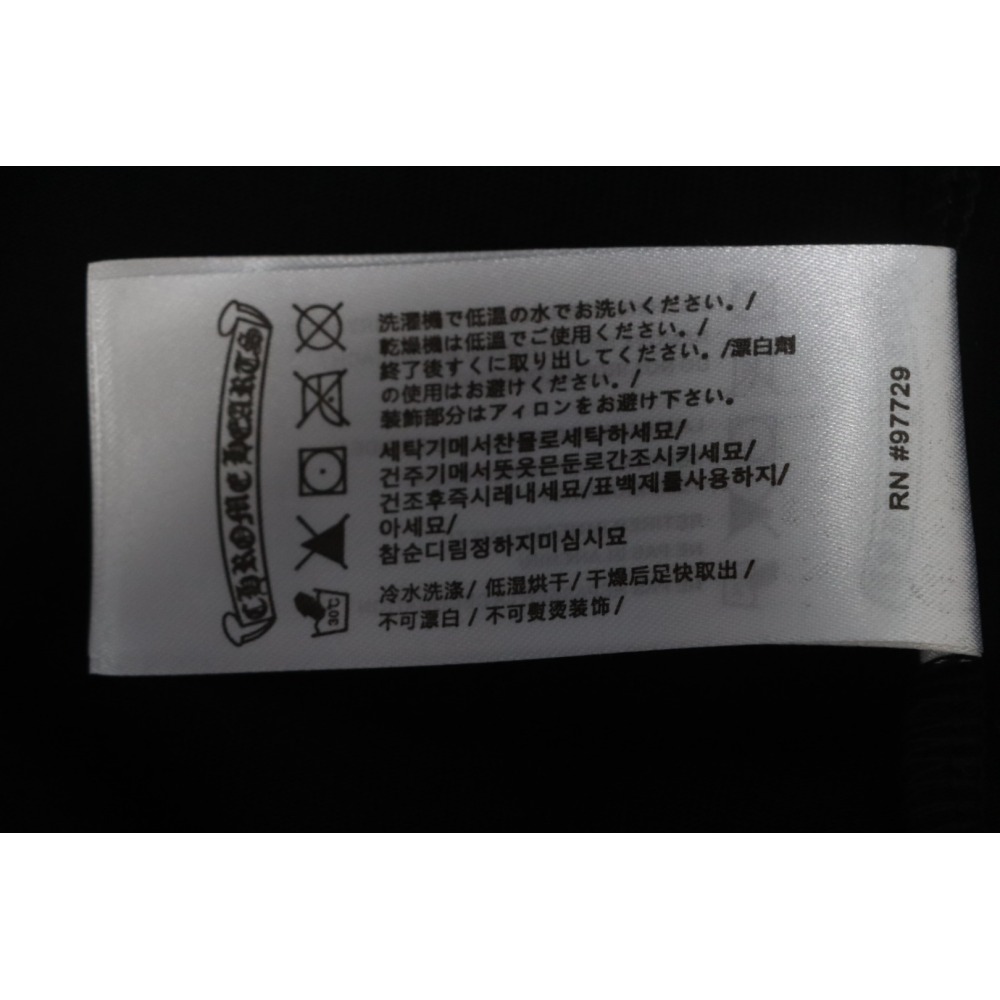 CHROME HEARTS
洗濯機で低温の水でお洗いください。/
乾燥機は低温でご使用ください。/
終了後すぐに取り出してください。/漂白剤
の使用はお避けください。/
装飾部分はアイロンをお避け下さい。
세탁기메서찬물로세탁하세묘/
건주기메서뜻웃믄둔로간조시키세묘/
건조후즉시레내세묘/표백제를사용하지/
아세묘/
참순디림정하지미심시묘
冷水洗涤/ 低湿烘干/ 干燥后足快取出/
不可漂白/ 不可熨烫装饰/
30℃
RN #97729